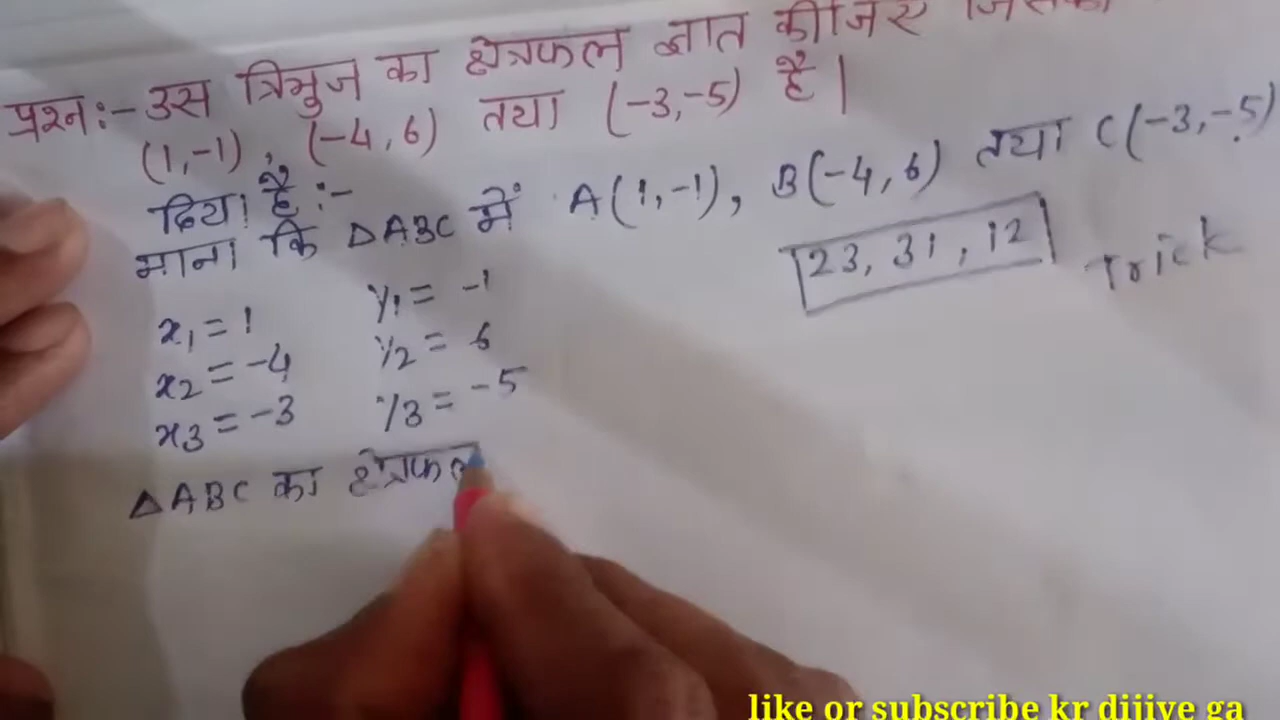 प्रश्न:- उस त्रिभुज का क्षेत्रफल ज्ञात कीजिए
(1,-1), (-4,6) तथा (-3,-5) है।
दिया है:-
माना कि △ABC में A(1,-1), B(-4,6) तथा C(-3,-5)
23, 31, 12 Trick
x1 = 1 y1 = -1
x2 = -4 y2 = 6
x3 = -3 y3 = -5
△ABC का क्षेत्रफल
like or subscribe kr dijiye ga